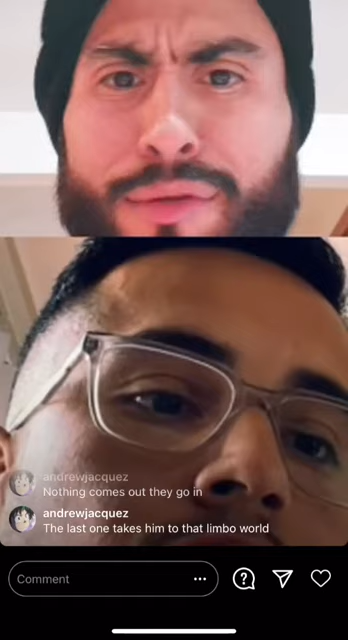 andrewjacquez
Nothing comes out they go in
andrewjacquez
The last one takes him to that limbo world
Comment